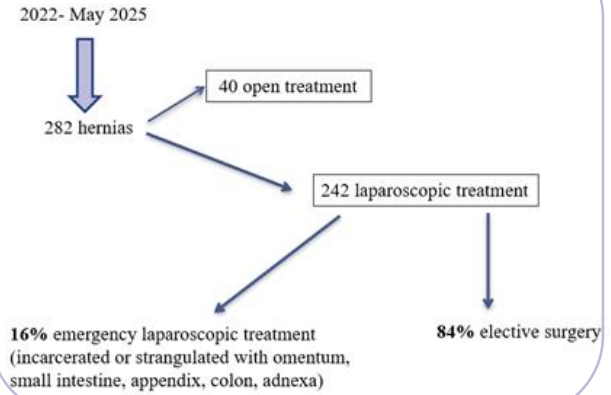 2022- May 2025
40 open treatment
282 hernias
242 laparoscopic treatment
16% emergency laparoscopic treatment
(incarcerated or strangulated with omentum,
small intestine, appendix, colon, adnexa)
84% elective surgery